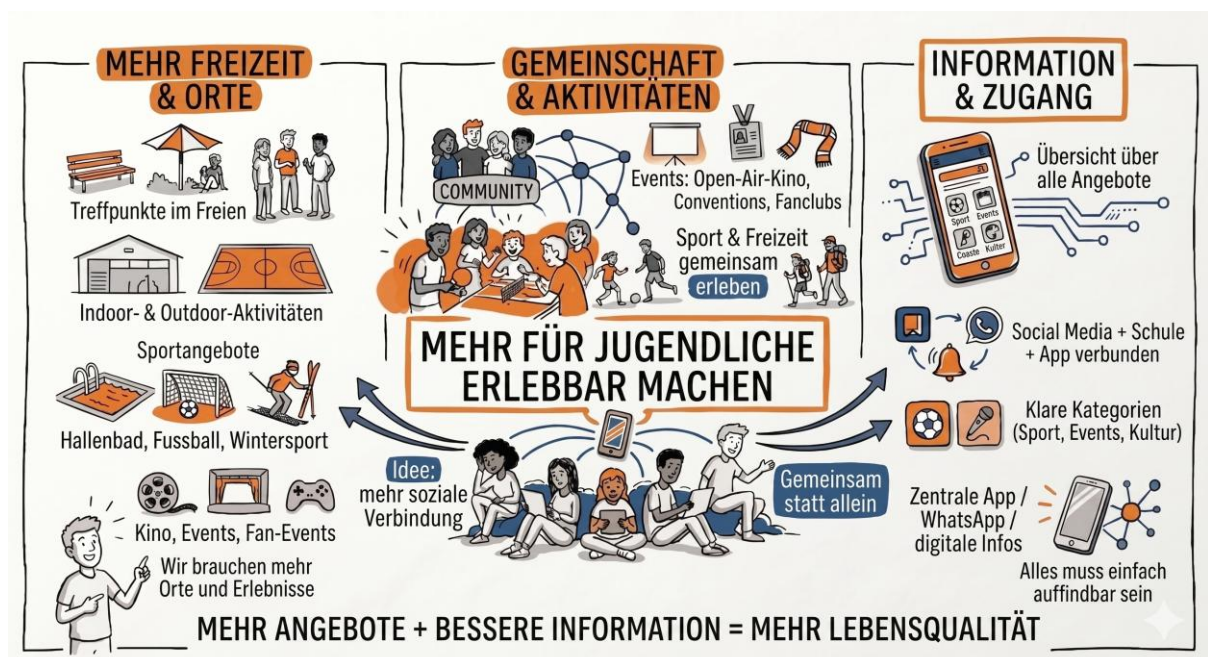 MEHR FREIZEIT
& ORTE
Treffpunkte im Freien
Indoor- & Outdoor-Aktivitäten
Sportangebote
Hallenbad, Fussball, Wintersport
Kino, Events, Fan-Events
Wir brauchen mehr
Orte und Erlebnisse
GEMEINSCHAFT
& AKTIVITÄTEN
COMMUNITY
A
Events: Open-Air-Kino,
Conventions, Fanclubs
Sport & Freizeit
gemeinsam
erleben
MEHR FÜR JUGENDLICHE
ERLEBBAR MACHEN
Idee:
mehr soziale
Verbindung
Gemeinsam
statt allein
INFORMATION
& ZUGANG
Sport Events
Coaste Kulter
Übersicht über
alle Angebote
Social Media + Schule
+ App verbunden
Klare Kategorien
(Sport, Events, Kultur)
Zentrale App /
WhatsApp /
digitale Infos
Alles muss einfach
auffindbar sein
MEHR ANGEBOTE + BESSERE INFORMATION = MEHR LEBENSQUALITÄT